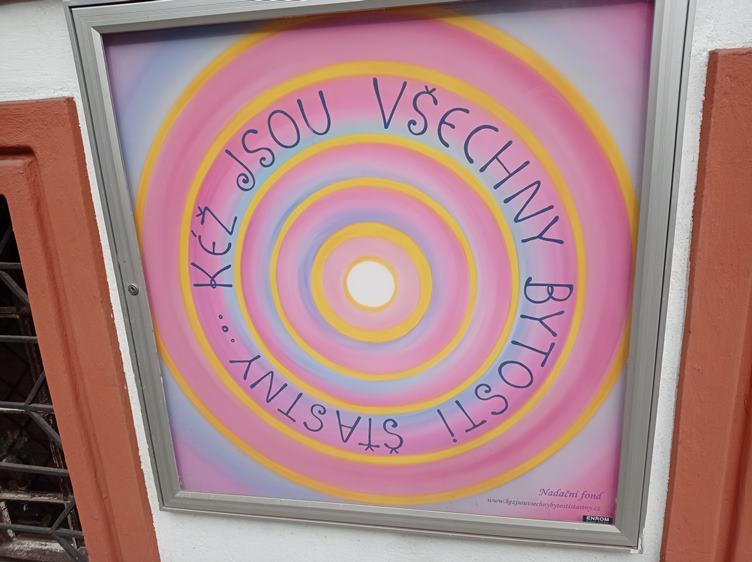 KÉŽ JSOU VŠECHNY BYTOSTI ŠŤASTNY...
Nadační fond
www.kezjsouvsechnybytostistastny.cz
ENROM